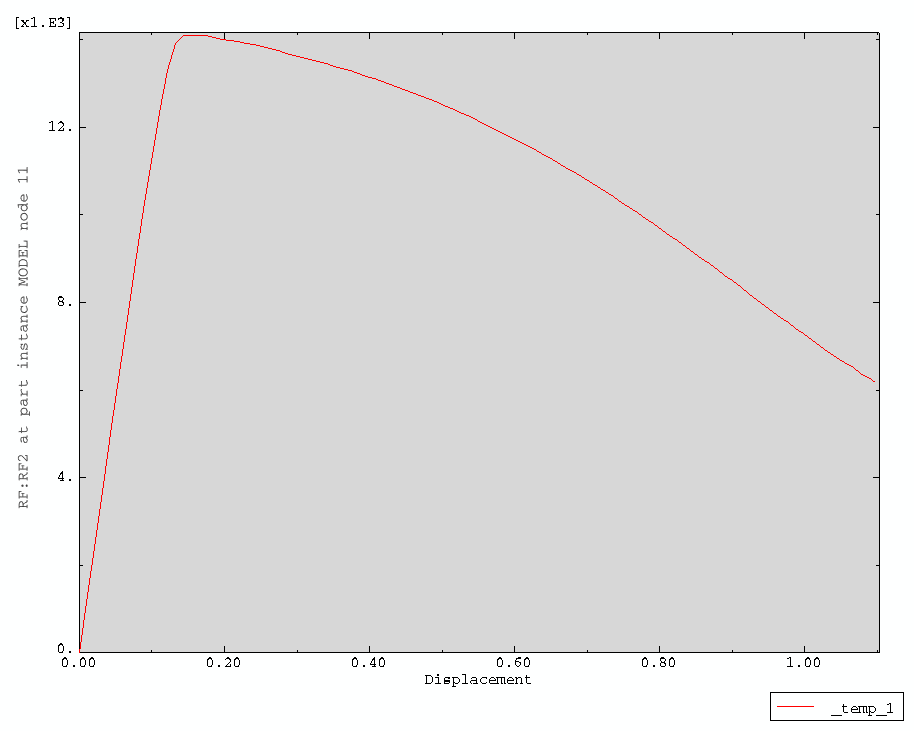 [x1.E3]
12.
8.
4.
0.
RF:RF2 at part instance MODEL node 11
0.00 0.20 0.40 0.60 0.80 1.00
Displacement
_temp_1